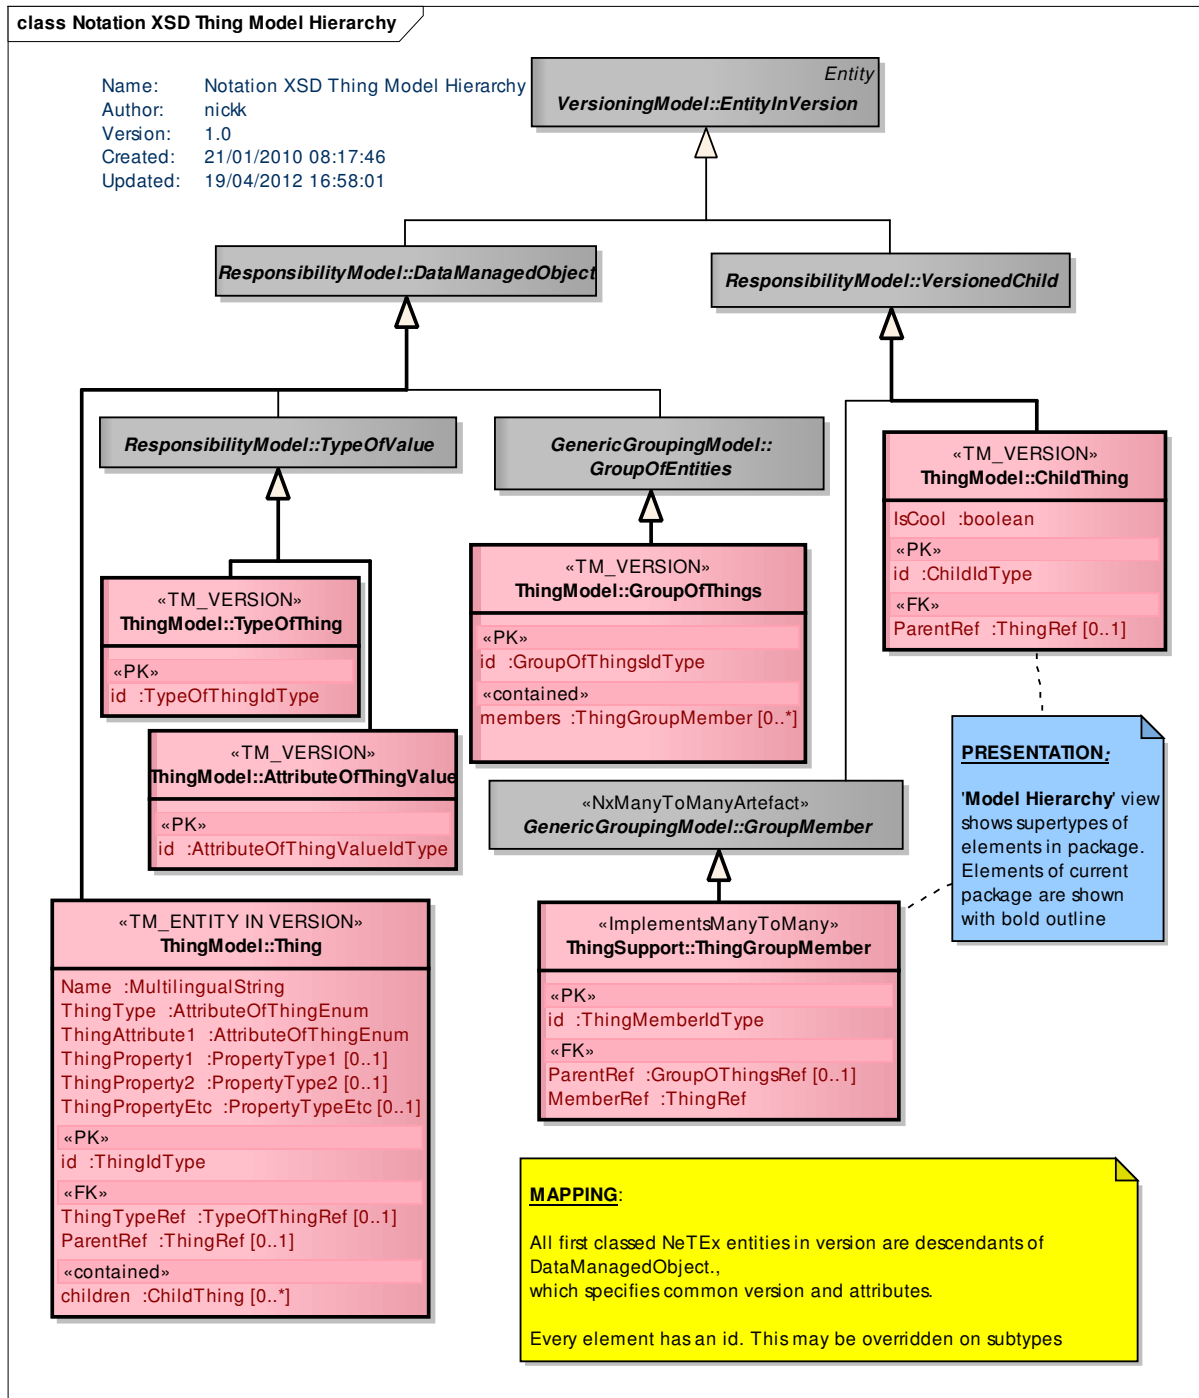 class Notation XSD Thing Model Hierarchy
Name: Notation XSD Thing Model Hierarchy
Author: nickk
Version: 1.0
Created: 21/01/2010 08:17:46
Updated: 19/04/2012 16:58:01
Entity
VersioningModel::EntityInVersion
ResponsibilityModel::DataManagedObject
ResponsibilityModel::VersionedChild
ResponsibilityModel::TypeOfValue
GenericGroupingModel::
GroupOfEntities
«TM_VERSION»
ThingModel::ChildThing
IsCool :boolean
«PK»
id :ChildIdType
«FK»
ParentRef :ThingRef [0..1]
«TM_VERSION»
ThingModel::TypeOfThing
«PK»
id :TypeOfThingIdType
«TM_VERSION»
ThingModel::GroupOfThings
«PK»
id :GroupOfThingsIdType
«contained»
members :ThingGroupMember [0..*]
«TM_VERSION»
ThingModel::AttributeOfThingValue
«PK»
id :AttributeOfThingValueIdType
PRESENTATION:
'Model Hierarchy' view
shows supertypes of
elements in package.
Elements of current
package are shown
with bold outline
«NxManyToManyArtefact»
GenericGroupingModel::GroupMember
«TM_ENTITY IN VERSION»
ThingModel::Thing
Name :MultilingualString
ThingType :AttributeOfThingEnum
ThingAttribute1 :AttributeOfThingEnum
ThingProperty1 :PropertyType1 [0..1]
ThingProperty2 :PropertyType2 [0..1]
ThingPropertyEtc :PropertyTypeEtc [0..1]
«PK»
id :ThingIdType
«FK»
ThingTypeRef :TypeOfThingRef [0..1]
ParentRef :ThingRef [0..1]
«contained»
children :ChildThing [0..*]
«ImplementsManyToMany»
ThingSupport::ThingGroupMember
«PK»
id :ThingMemberIdType
«FK»
ParentRef :GroupOThingsRef [0..1]
MemberRef :ThingRef
MAPPING:
All first classed NeTEx entities in version are descendants of
DataManagedObject.,
which specifies common version and attributes.
Every element has an id. This may be overridden on subtypes